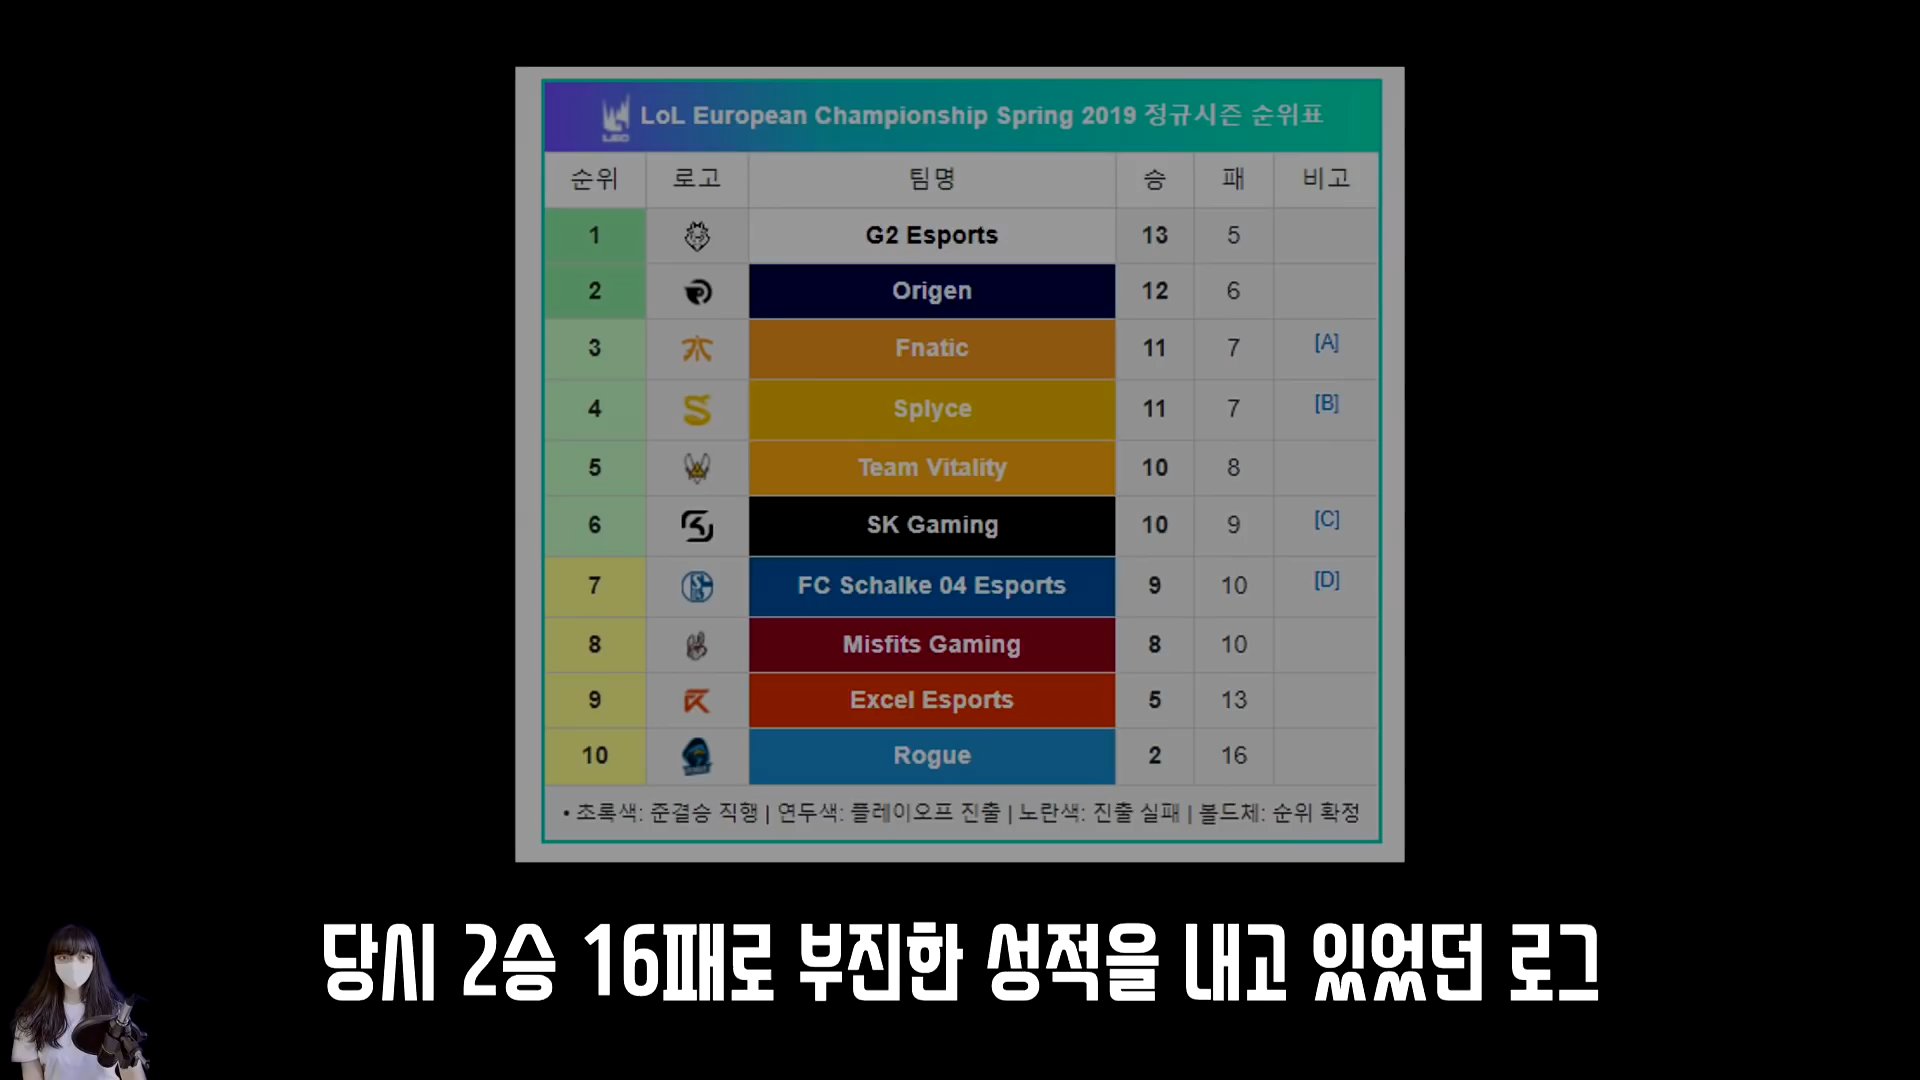 LEC LoL European Championship Spring 2019 정규시즌 순위표
순위 로고 팀명 승 패 비고
1 G2 Esports 13 5
2 Origen 12 6
3 Fnatic 11 7 [A]
4 Splyce 11 7 [B]
5 Team Vitality 10 8
6 SK Gaming 10 9 [C]
7 FC Schalke 04 Esports 9 10 [D]
8 Misfits Gaming 8 10
9 Excel Esports 5 13
10 Rogue 2 16
• 초록색: 준결승 직행 | 연두색: 플레이오프 진출 | 노란색: 진출 실패 | 볼드체: 순위 확정
당시 2승 16패로 부진한 성적을 내고 있었던 로그